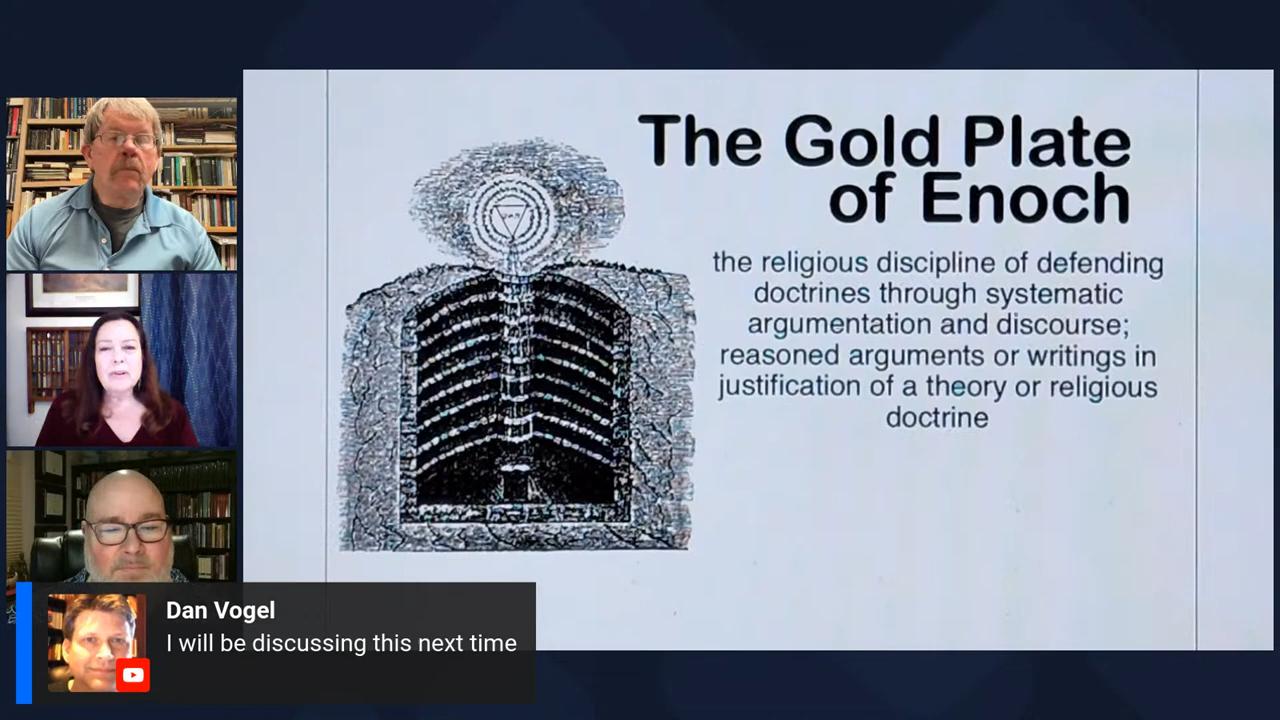 The Gold Plate
of Enoch
the religious discipline of defending
doctrines through systematic
argumentation and discourse;
reasoned arguments or writings in
justification of a theory or religious
doctrine
Dan Vogel
I will be discussing this next time